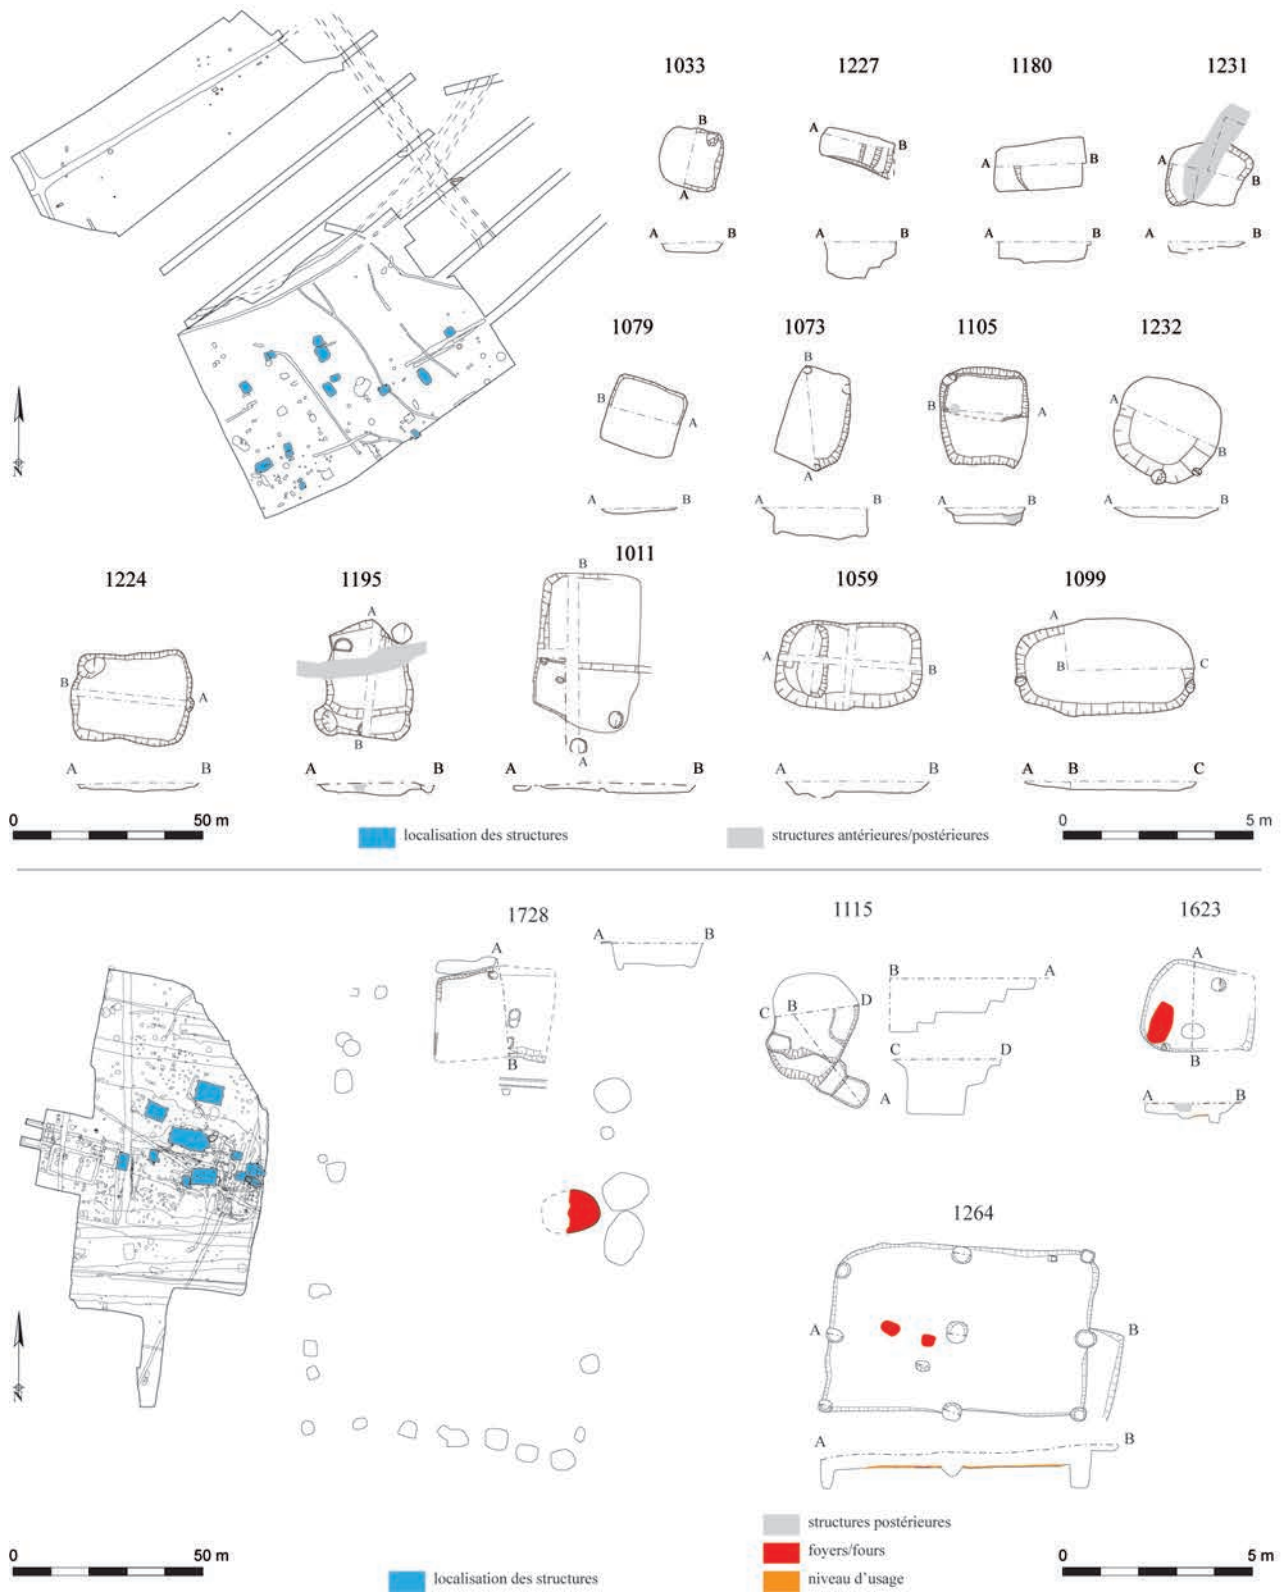 1033 1227 1180 1231
B
A
A
B
A
B
A
B
A B
A B
A B
A B
1079 1073 1105 1232
B
A
B
A
B
A
A
B
A B
A B
A B
A B
N
1224 1195 1011 1059 1099
B
A
A
B
B
A
A
B
A
B
C
A B
A B
A B
A B
A B C
0 50 m
localisation des structures
structures antérieures/postérieures
0 5 m
1728 1115 1623
A
B
A B
C B D
A
B A
C D
A
B
A B
1264
A B
A B
N
structures postérieures
foyers/fours
niveau d'usage
0 50 m
localisation des structures
0 5 m